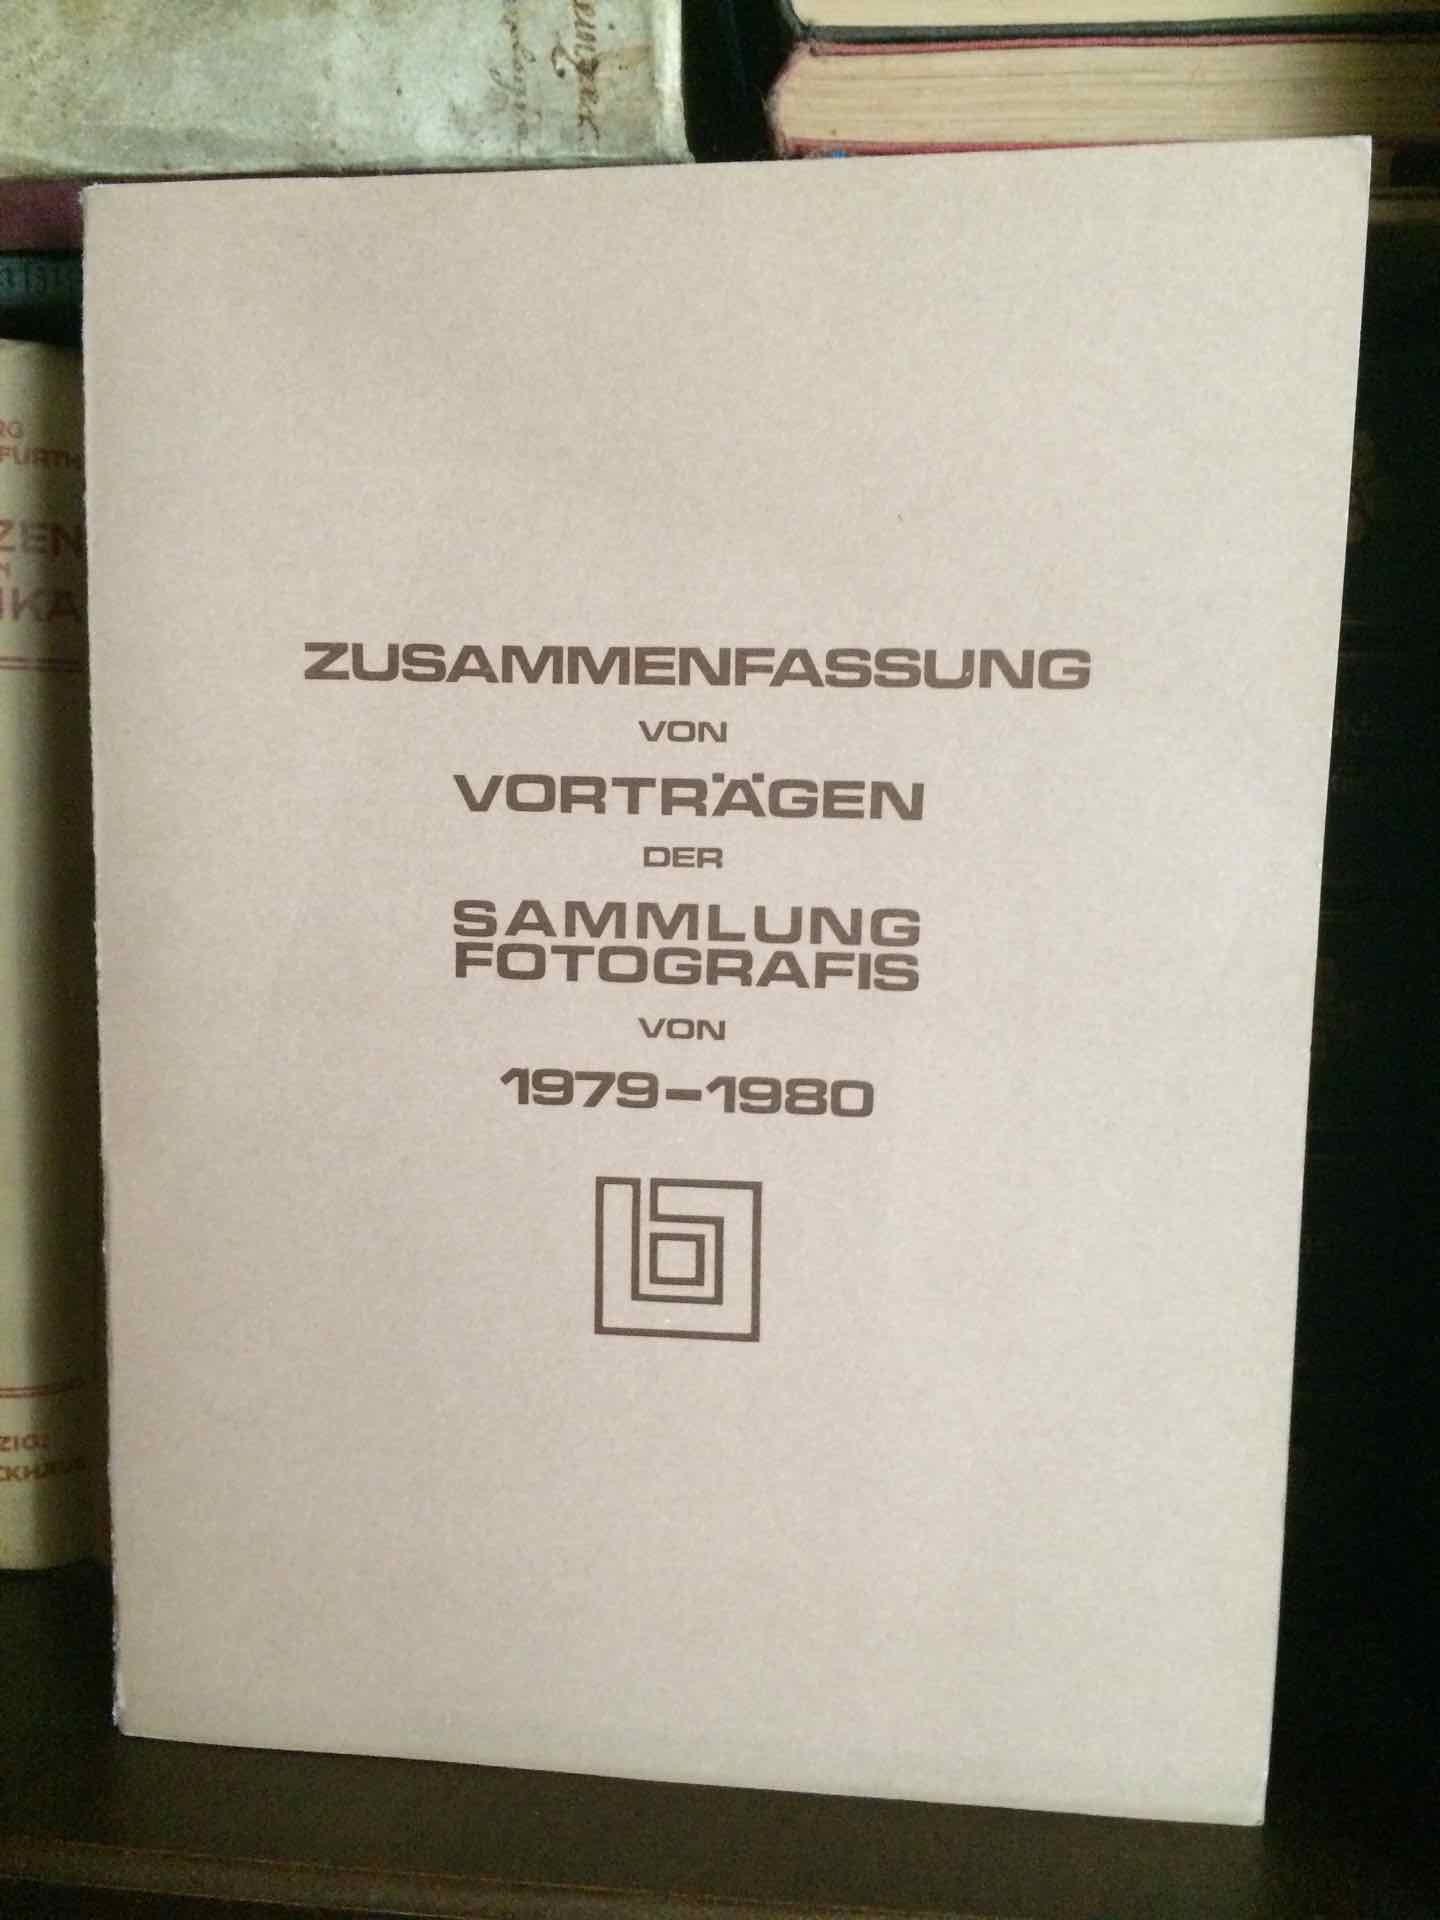 ZUSAMMENFASSUNG
VON
VORTRÄGEN
DER
SAMMLUNG
FOTOGRAFIS
VON
1979-1980